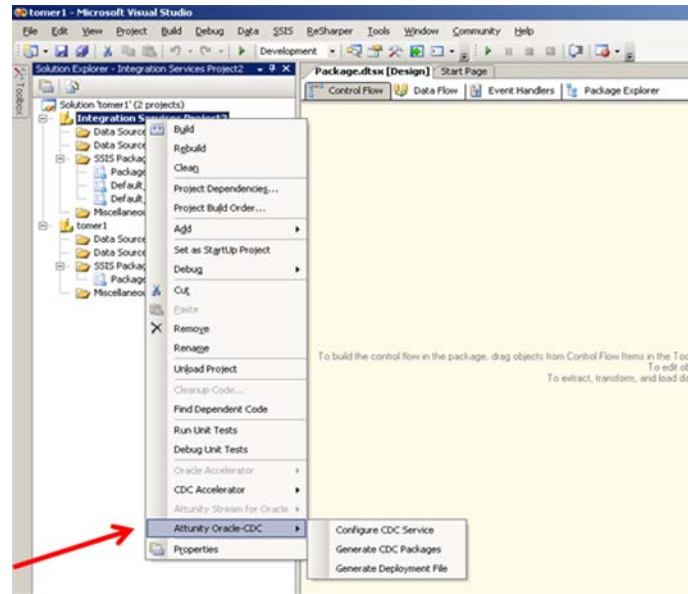 tomer1 - Microsoft Visual Studio
File Edit View Project Build Debug Data SSIS ReSharper Tools Window Community Help
Development
Solution Explorer - Integration Services Project2
Package.dtsx [Design] Start Page
Toolbox
Control Flow Data Flow Event Handlers Package Explorer
Solution 'tomer1' (2 projects)
Integration Services Project2
Data Source
Data Source
SSIS Packag
Package
Default_
Default_
Miscellaneou
tomer1
Data Source
Data Source
SSIS Packag
Package
Miscellaneou
Build
Rebuild
Clean
Project Dependencies...
Project Build Order...
Add
Set as StartUp Project
Debug
Cut
Paste
Remove
Rename
Unload Project
Cleanup Code...
Find Dependent Code
Run Unit Tests
Debug Unit Tests
Oracle Accelerator
CDC Accelerator
Attunity Stream for Oracle
Attunity Oracle-CDC
Properties
Configure CDC Service
Generate CDC Packages
Generate Deployment File
To build the control flow in the package, drag objects from Control Flow Items in the Too
To edit ob
To extract, transform, and load da